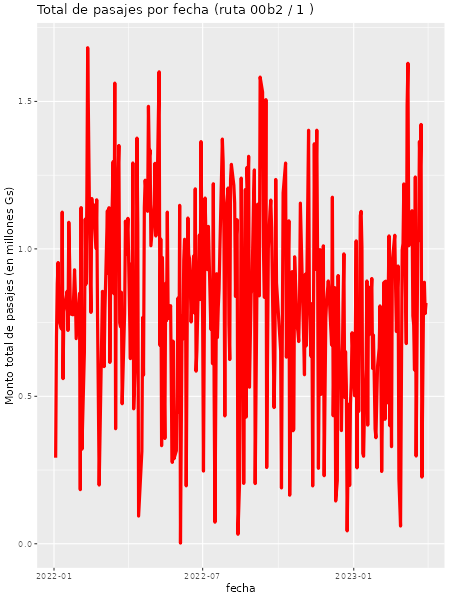 Total de pasajes por fecha (ruta 00b2 / 1 )
Monto total de pasajes (en millones Gs)
1.5
1.0
0.5
0.0
2022-01
2022-07
2023-01
fecha